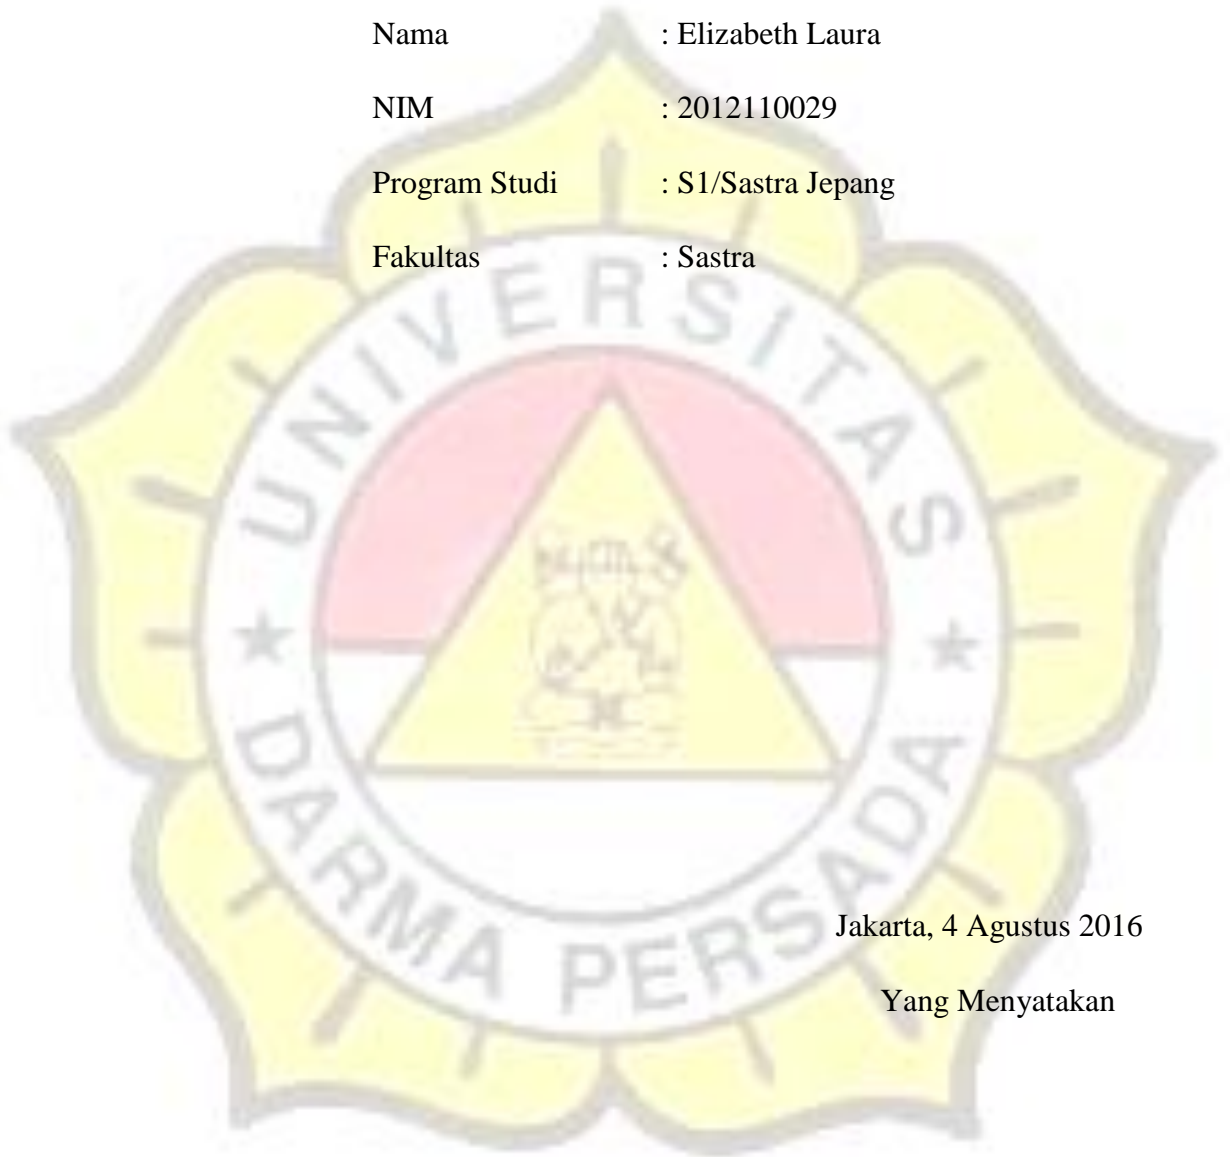 Nama : Elizabeth Laura
NIM : 2012110029
Program Studi : S1/Sastra Jepang
Fakultas : Sastra
UNIVERSITAS
DARMA PERSADA
Jakarta, 4 Agustus 2016
Yang Menyatakan